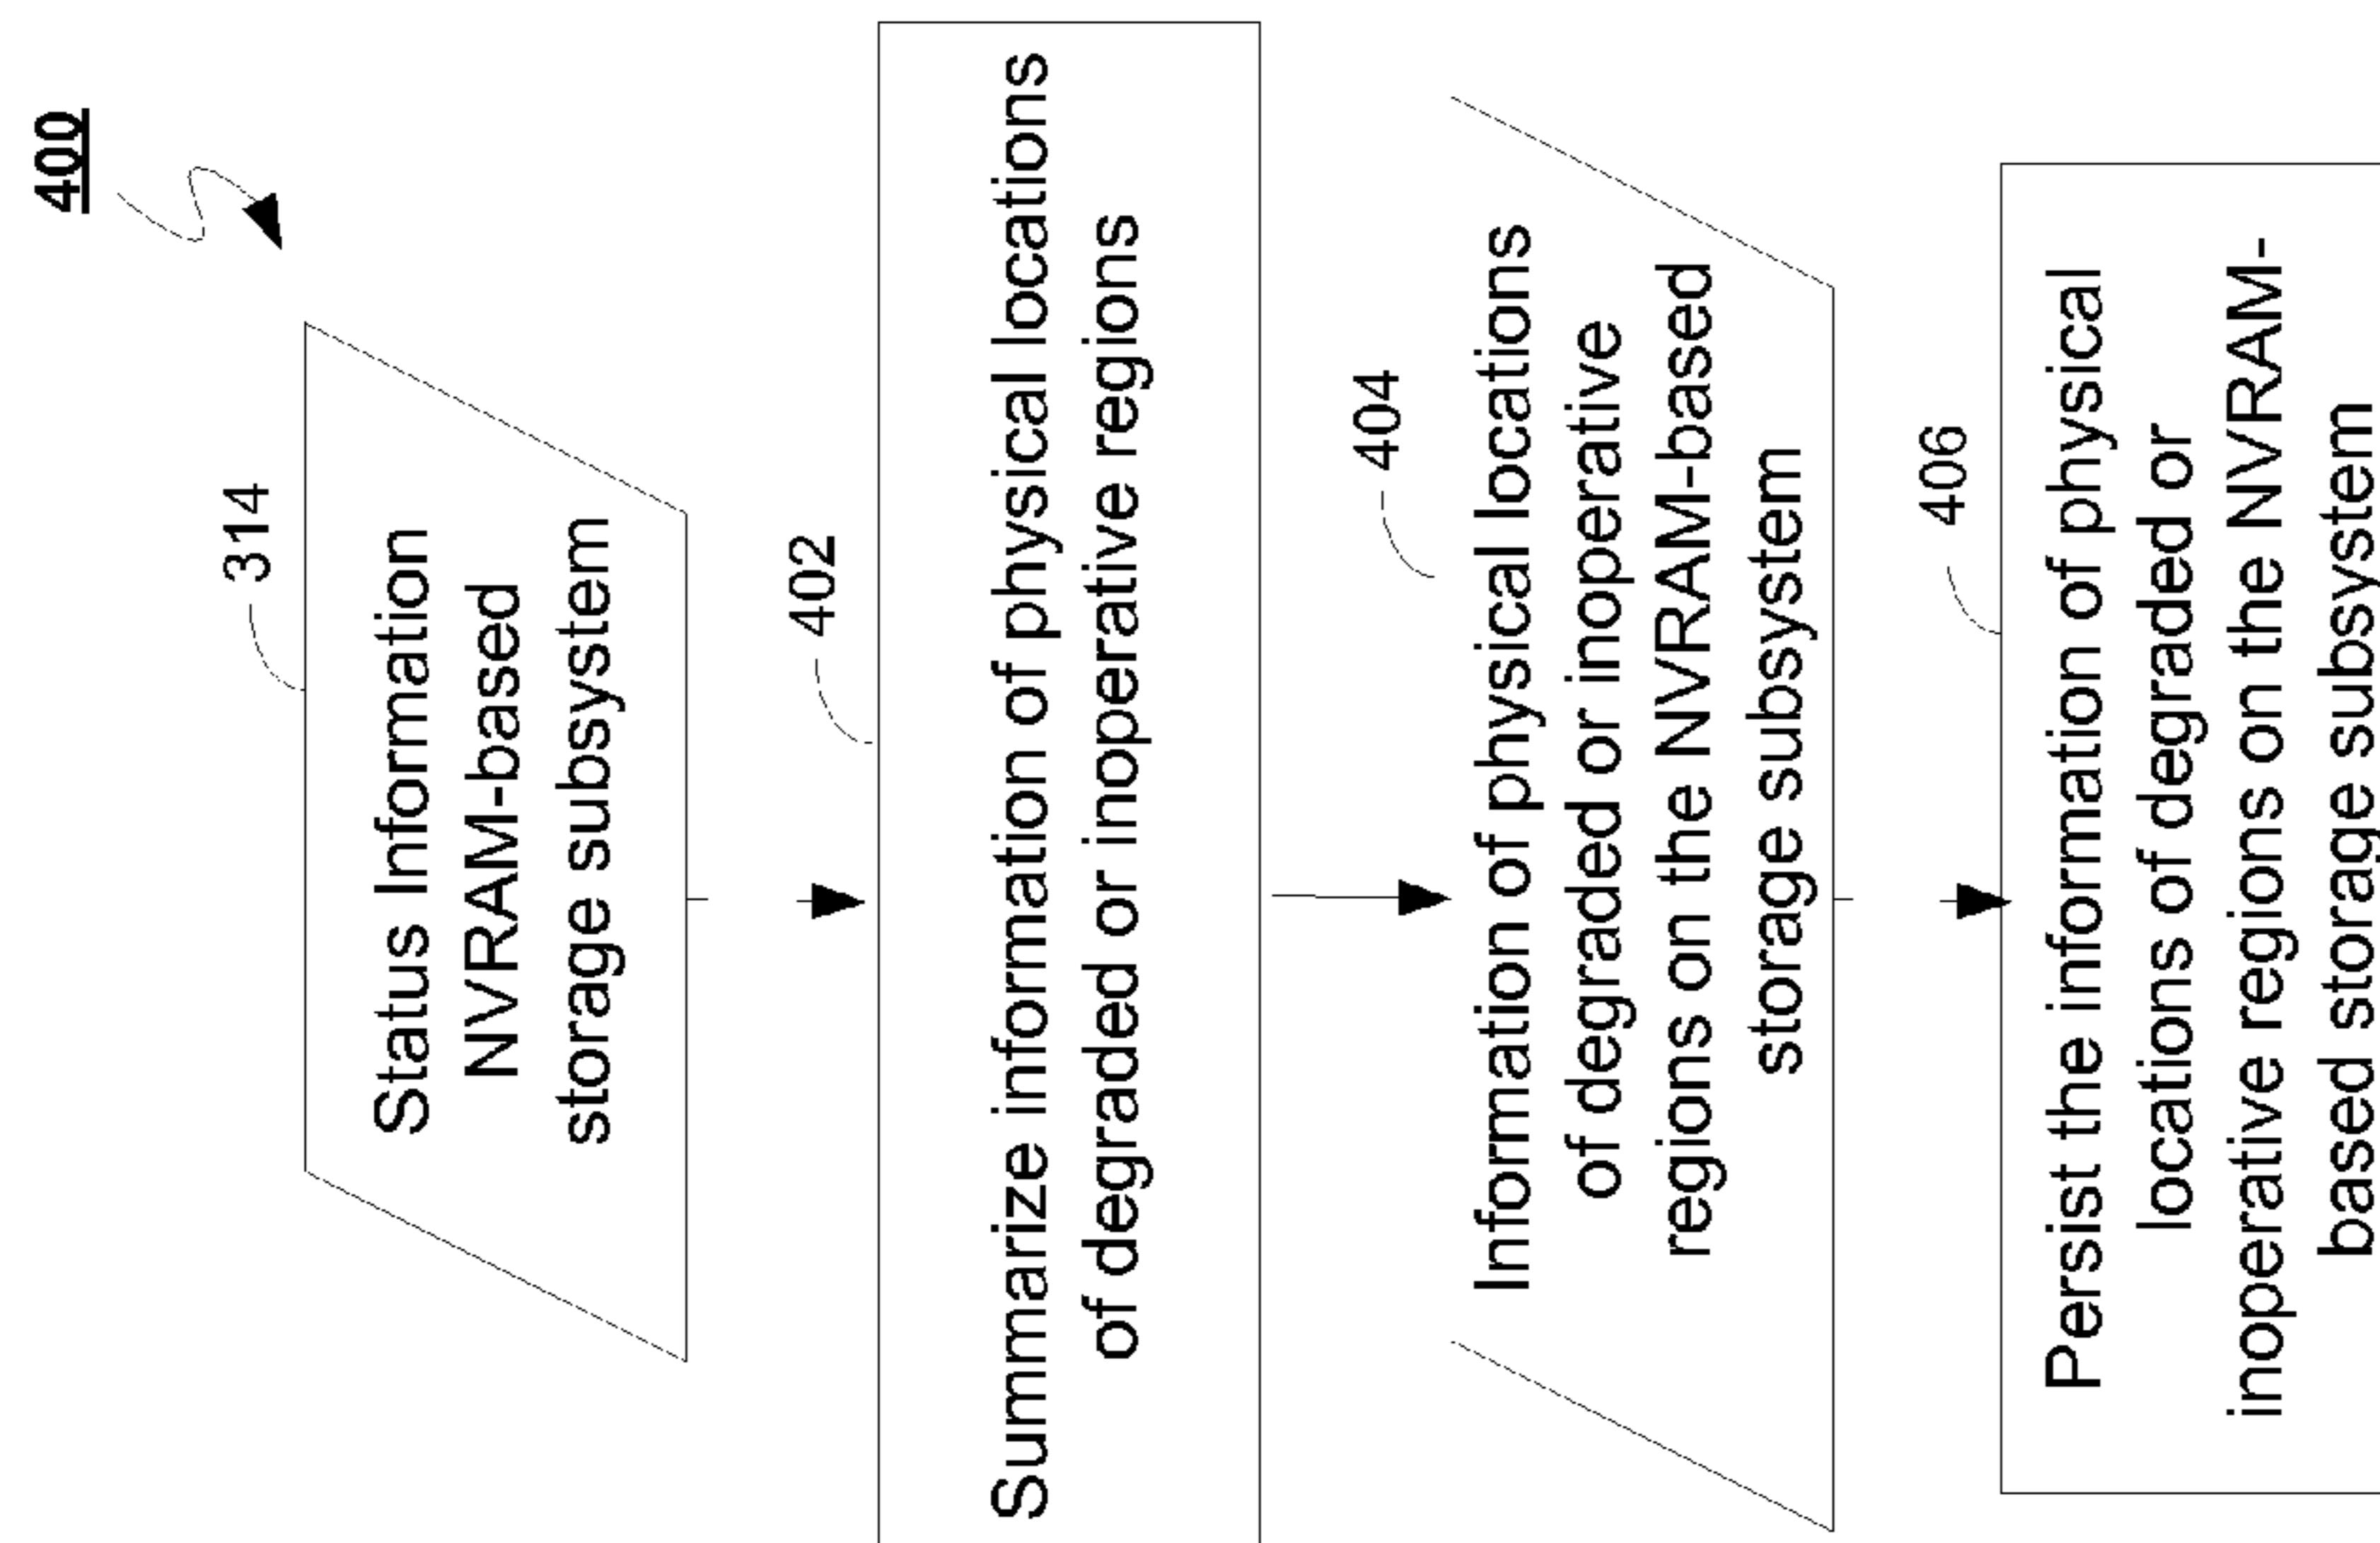 400
314
Status Information
NVRAM-based
storage subsystem
402
Summarize information of physical locations
of degraded or inoperative regions
404
Information of physical locations
of degraded or inoperative
regions on the NVRAM-based
storage subsystem
406
Persist the information of physical
locations of degraded or
inoperative regions on the NVRAM-
based storage subsystem